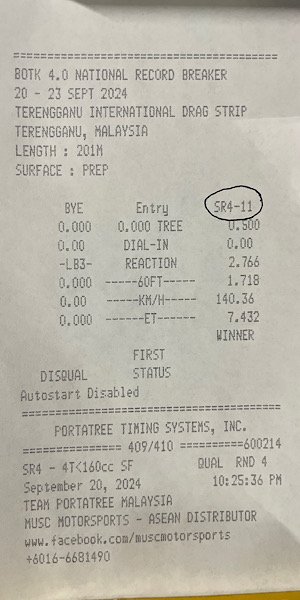 ==============================
BOTK 4.0 NATIONAL RECORD BREAKER
20 - 23 SEPT 2024
TERENGGANU INTERNATIONAL DRAG STRIP
TERENGGANU, MALAYSIA
LENGTH : 201M
SURFACE : PREP
BYE Entry SR4-11
0.000 0.000 TREE 0.500
0.00 DIAL-IN 0.00
-LB3- REACTION 2.766
0.000 -----60FT----- 1.718
0.00 -----KM/H----- 140.36
0.000 ------ET------ 7.432
WINNER
FIRST
DISQUAL STATUS
Autostart Disabled
==============================
PORTATREE TIMING SYSTEMS, INC.
=============== 409/410 ==========600214
SR4 - 4T<160cc SF QUAL RND 4
September 20, 2024 10:25:36 PM
TEAM PORTATREE MALAYSIA
MUSC MOTORSPORTS - ASEAN DISTRIBUTOR
www.facebook.com/muscmotorsports
+6016-6681490